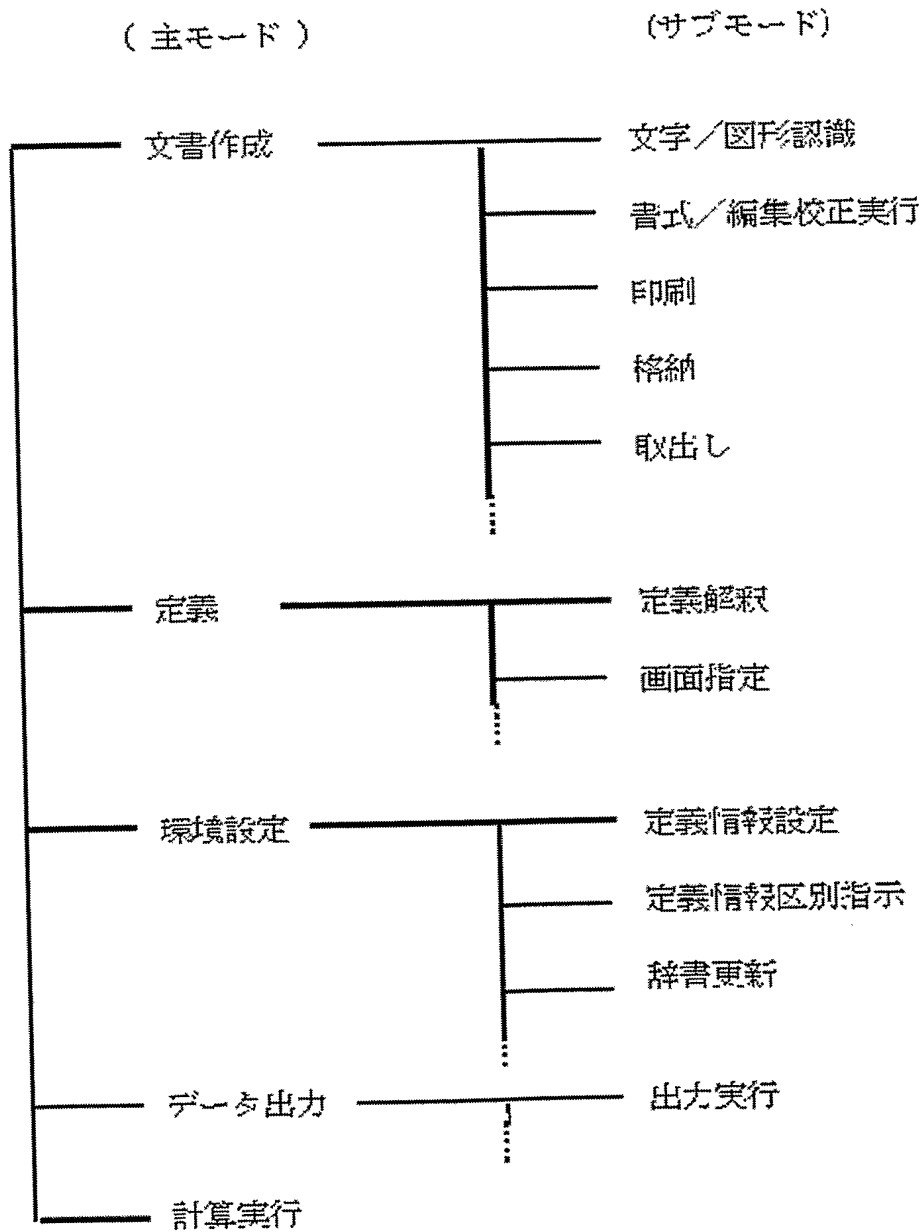 (主モード) (サブモード)
文書作成 文字／図形認識
書式／編集校正実行
印刷
格納
取出し
定義 定義解釈
画面指定
環境設定 定義情報設定
定義情報区別指示
辞書更新
データ出力 出力実行
計算実行